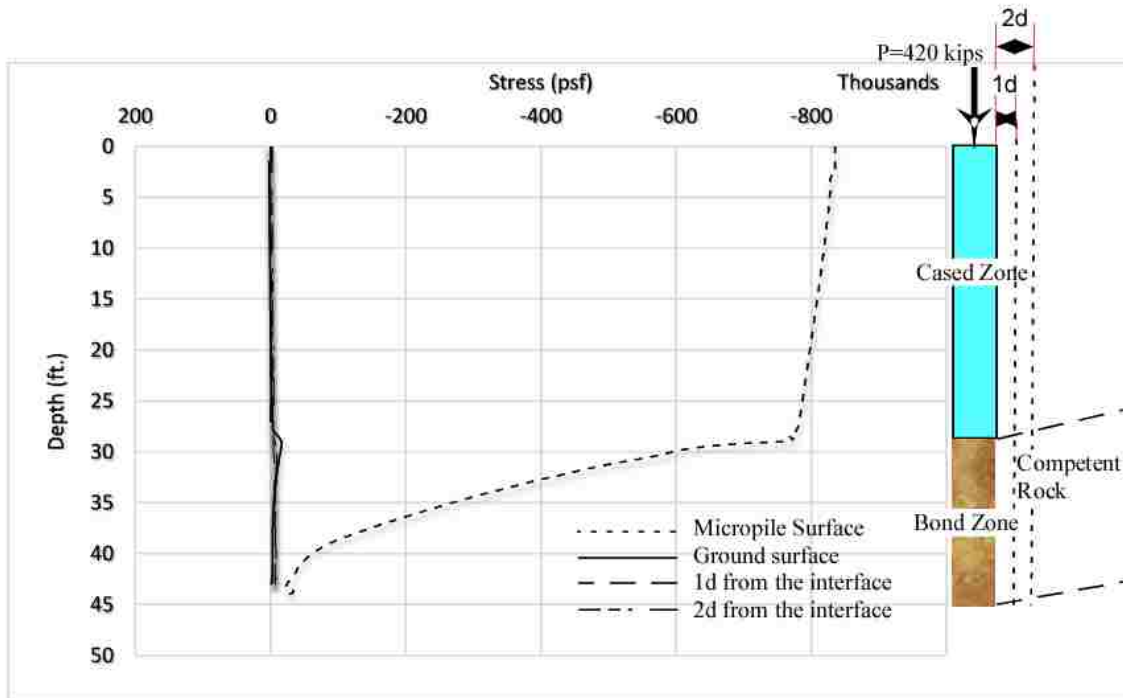 2d
P=420 kips
Stress (psf)
Thousands
1d
200 0 -200 -400 -600 -800
0
5
10
15
20
25
30
35
40
45
50
Depth (ft.)
Cased Zone
Competent
Rock
Bond Zone
Micropile Surface
Ground surface
1d from the interface
2d from the interface